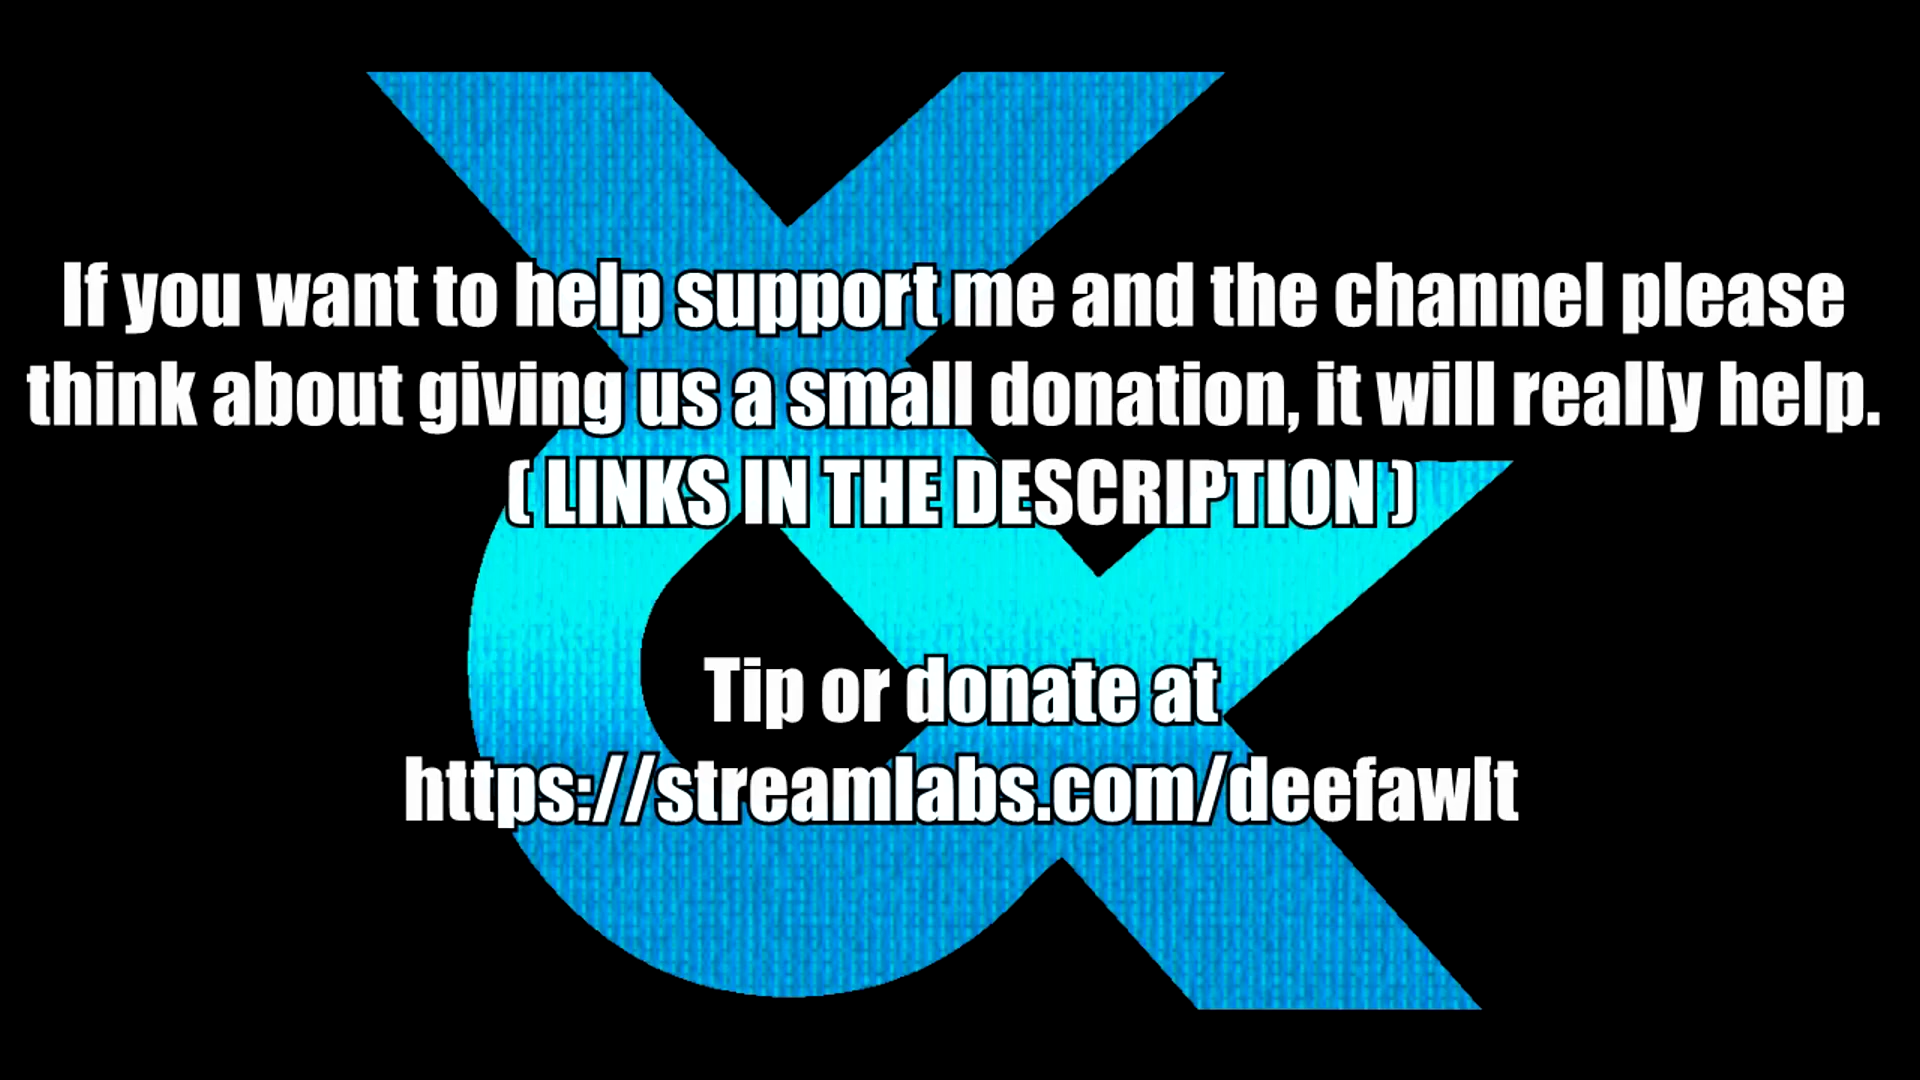 If you want to help support me and the channel please
think about giving us a small donation, it will really help.
( LINKS IN THE DESCRIPTION )
Tip or donate at
https://streamlabs.com/deefawlt